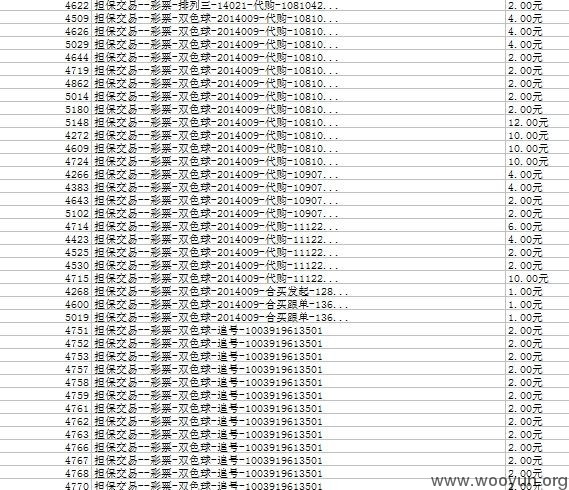 4622 担保交易--彩票-排列三-14021-代购-1081042... 2.00元
4509 担保交易--彩票-双色球-2014009-代购-10810... 4.00元
4626 担保交易--彩票-双色球-2014009-代购-10810... 4.00元
5029 担保交易--彩票-双色球-2014009-代购-10810... 4.00元
4644 担保交易--彩票-双色球-2014009-代购-10810... 2.00元
4719 担保交易--彩票-双色球-2014009-代购-10810... 2.00元
4862 担保交易--彩票-双色球-2014009-代购-10810... 2.00元
5014 担保交易--彩票-双色球-2014009-代购-10810... 2.00元
5180 担保交易--彩票-双色球-2014009-代购-10810... 2.00元
5148 担保交易--彩票-双色球-2014009-代购-10810... 12.00元
4272 担保交易--彩票-双色球-2014009-代购-10810... 10.00元
4609 担保交易--彩票-双色球-2014009-代购-10810... 10.00元
4724 担保交易--彩票-双色球-2014009-代购-10810... 10.00元
4266 担保交易--彩票-双色球-2014009-代购-10907... 4.00元
4383 担保交易--彩票-双色球-2014009-代购-10907... 4.00元
4643 担保交易--彩票-双色球-2014009-代购-10907... 2.00元
5102 担保交易--彩票-双色球-2014009-代购-10907... 2.00元
4714 担保交易--彩票-双色球-2014009-代购-11122... 6.00元
4423 担保交易--彩票-双色球-2014009-代购-11122... 4.00元
4525 担保交易--彩票-双色球-2014009-代购-11122... 2.00元
4530 担保交易--彩票-双色球-2014009-代购-11122... 2.00元
4715 担保交易--彩票-双色球-2014009-代购-11122... 10.00元
4268 担保交易--彩票-双色球-2014009-合买发起-128... 1.00元
4600 担保交易--彩票-双色球-2014009-合买跟单-136... 1.00元
5019 担保交易--彩票-双色球-2014009-合买跟单-136... 1.00元
4751 担保交易--彩票-双色球-追号-1003919613501 2.00元
4752 担保交易--彩票-双色球-追号-1003919613501 2.00元
4753 担保交易--彩票-双色球-追号-1003919613501 2.00元
4757 担保交易--彩票-双色球-追号-1003919613501 2.00元
4758 担保交易--彩票-双色球-追号-1003919613501 2.00元
4759 担保交易--彩票-双色球-追号-1003919613501 2.00元
4761 担保交易--彩票-双色球-追号-1003919613501 2.00元
4762 担保交易--彩票-双色球-追号-1003919613501 2.00元
4763 担保交易--彩票-双色球-追号-1003919613501 2.00元
4766 担保交易--彩票-双色球-追号-1003919613501 2.00元
4767 担保交易--彩票-双色球-追号-1003919613501 2.00元
4768 担保交易--彩票-双色球-追号-1003919613501 2.00元
4770 担保交易--彩票-双色球-追号-1003919613501
www.wooyun.org